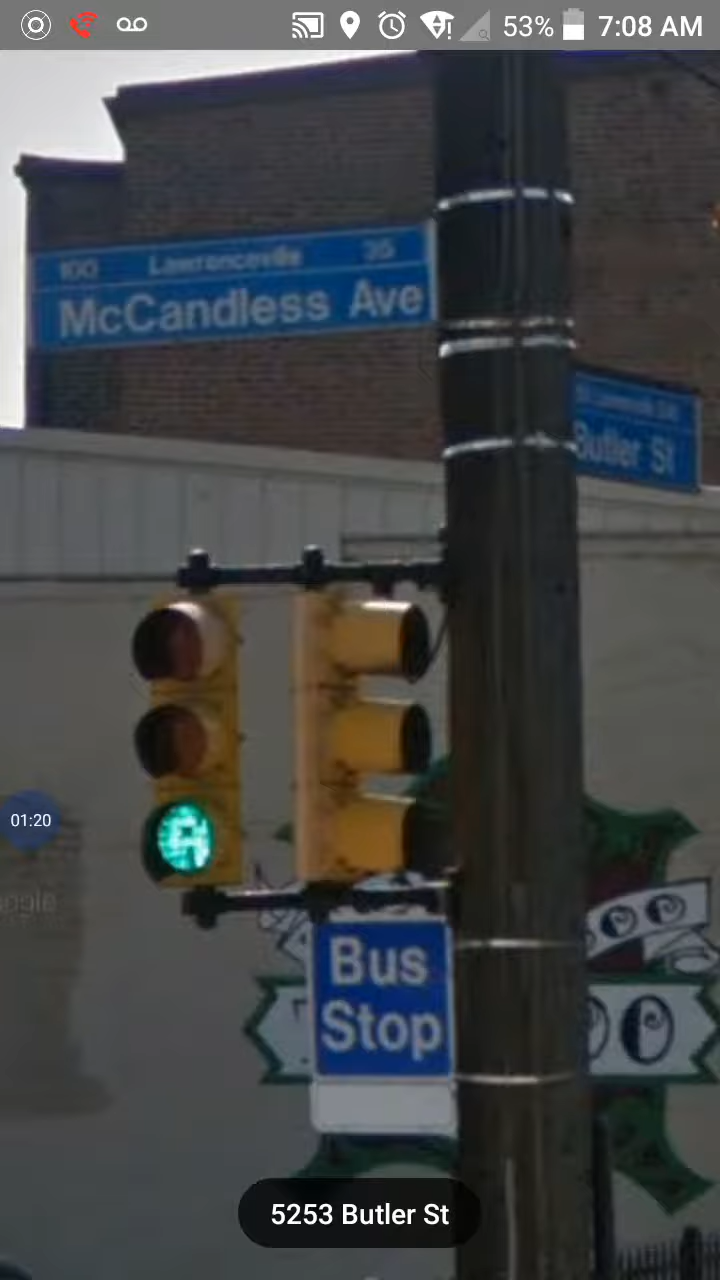 53% 7:08 AM
100 Lawrenceville 35
McCandless Ave
Butler St
01:20
Bus
Stop
5253 Butler St